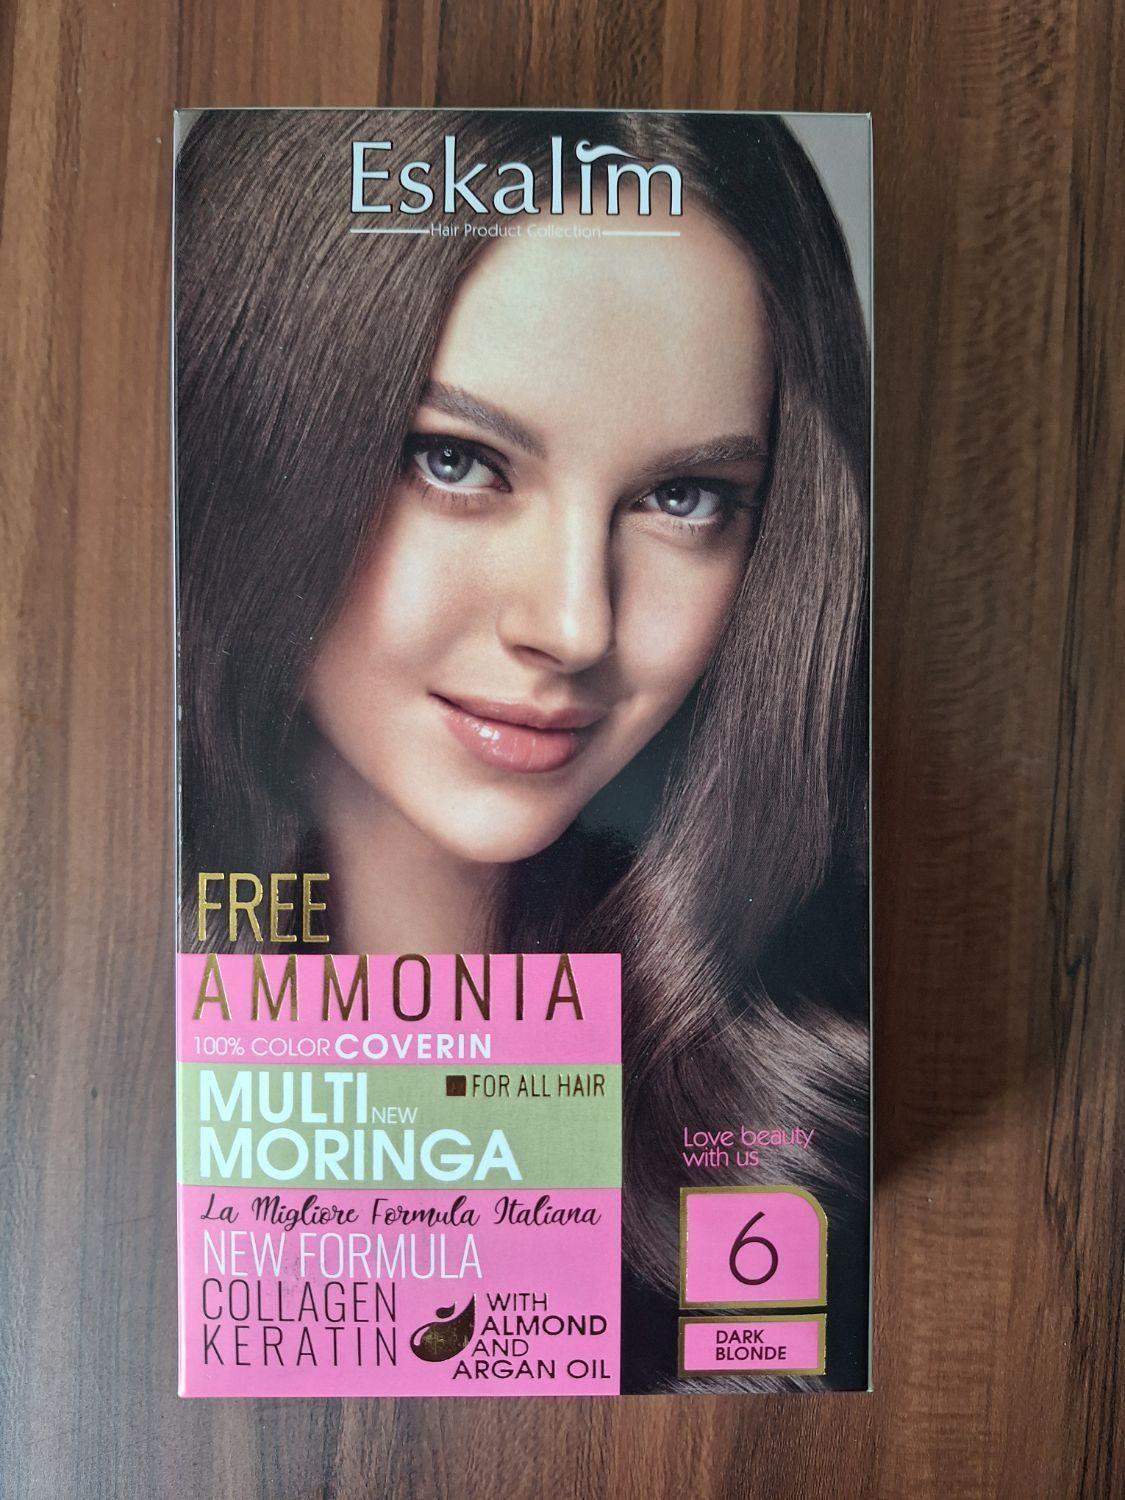 Eskalim
Hair Product Collection
FREE
AMMONIA
100% COLOR COVERIN
MULTI NEW
FOR ALL HAIR
MORINGA
La Migliore Formula Italiana
NEW FORMULA
COLLAGEN
KERATIN
WITH
ALMOND
AND
ARGAN OIL
Love beauty
with us
6
DARK
BLONDE